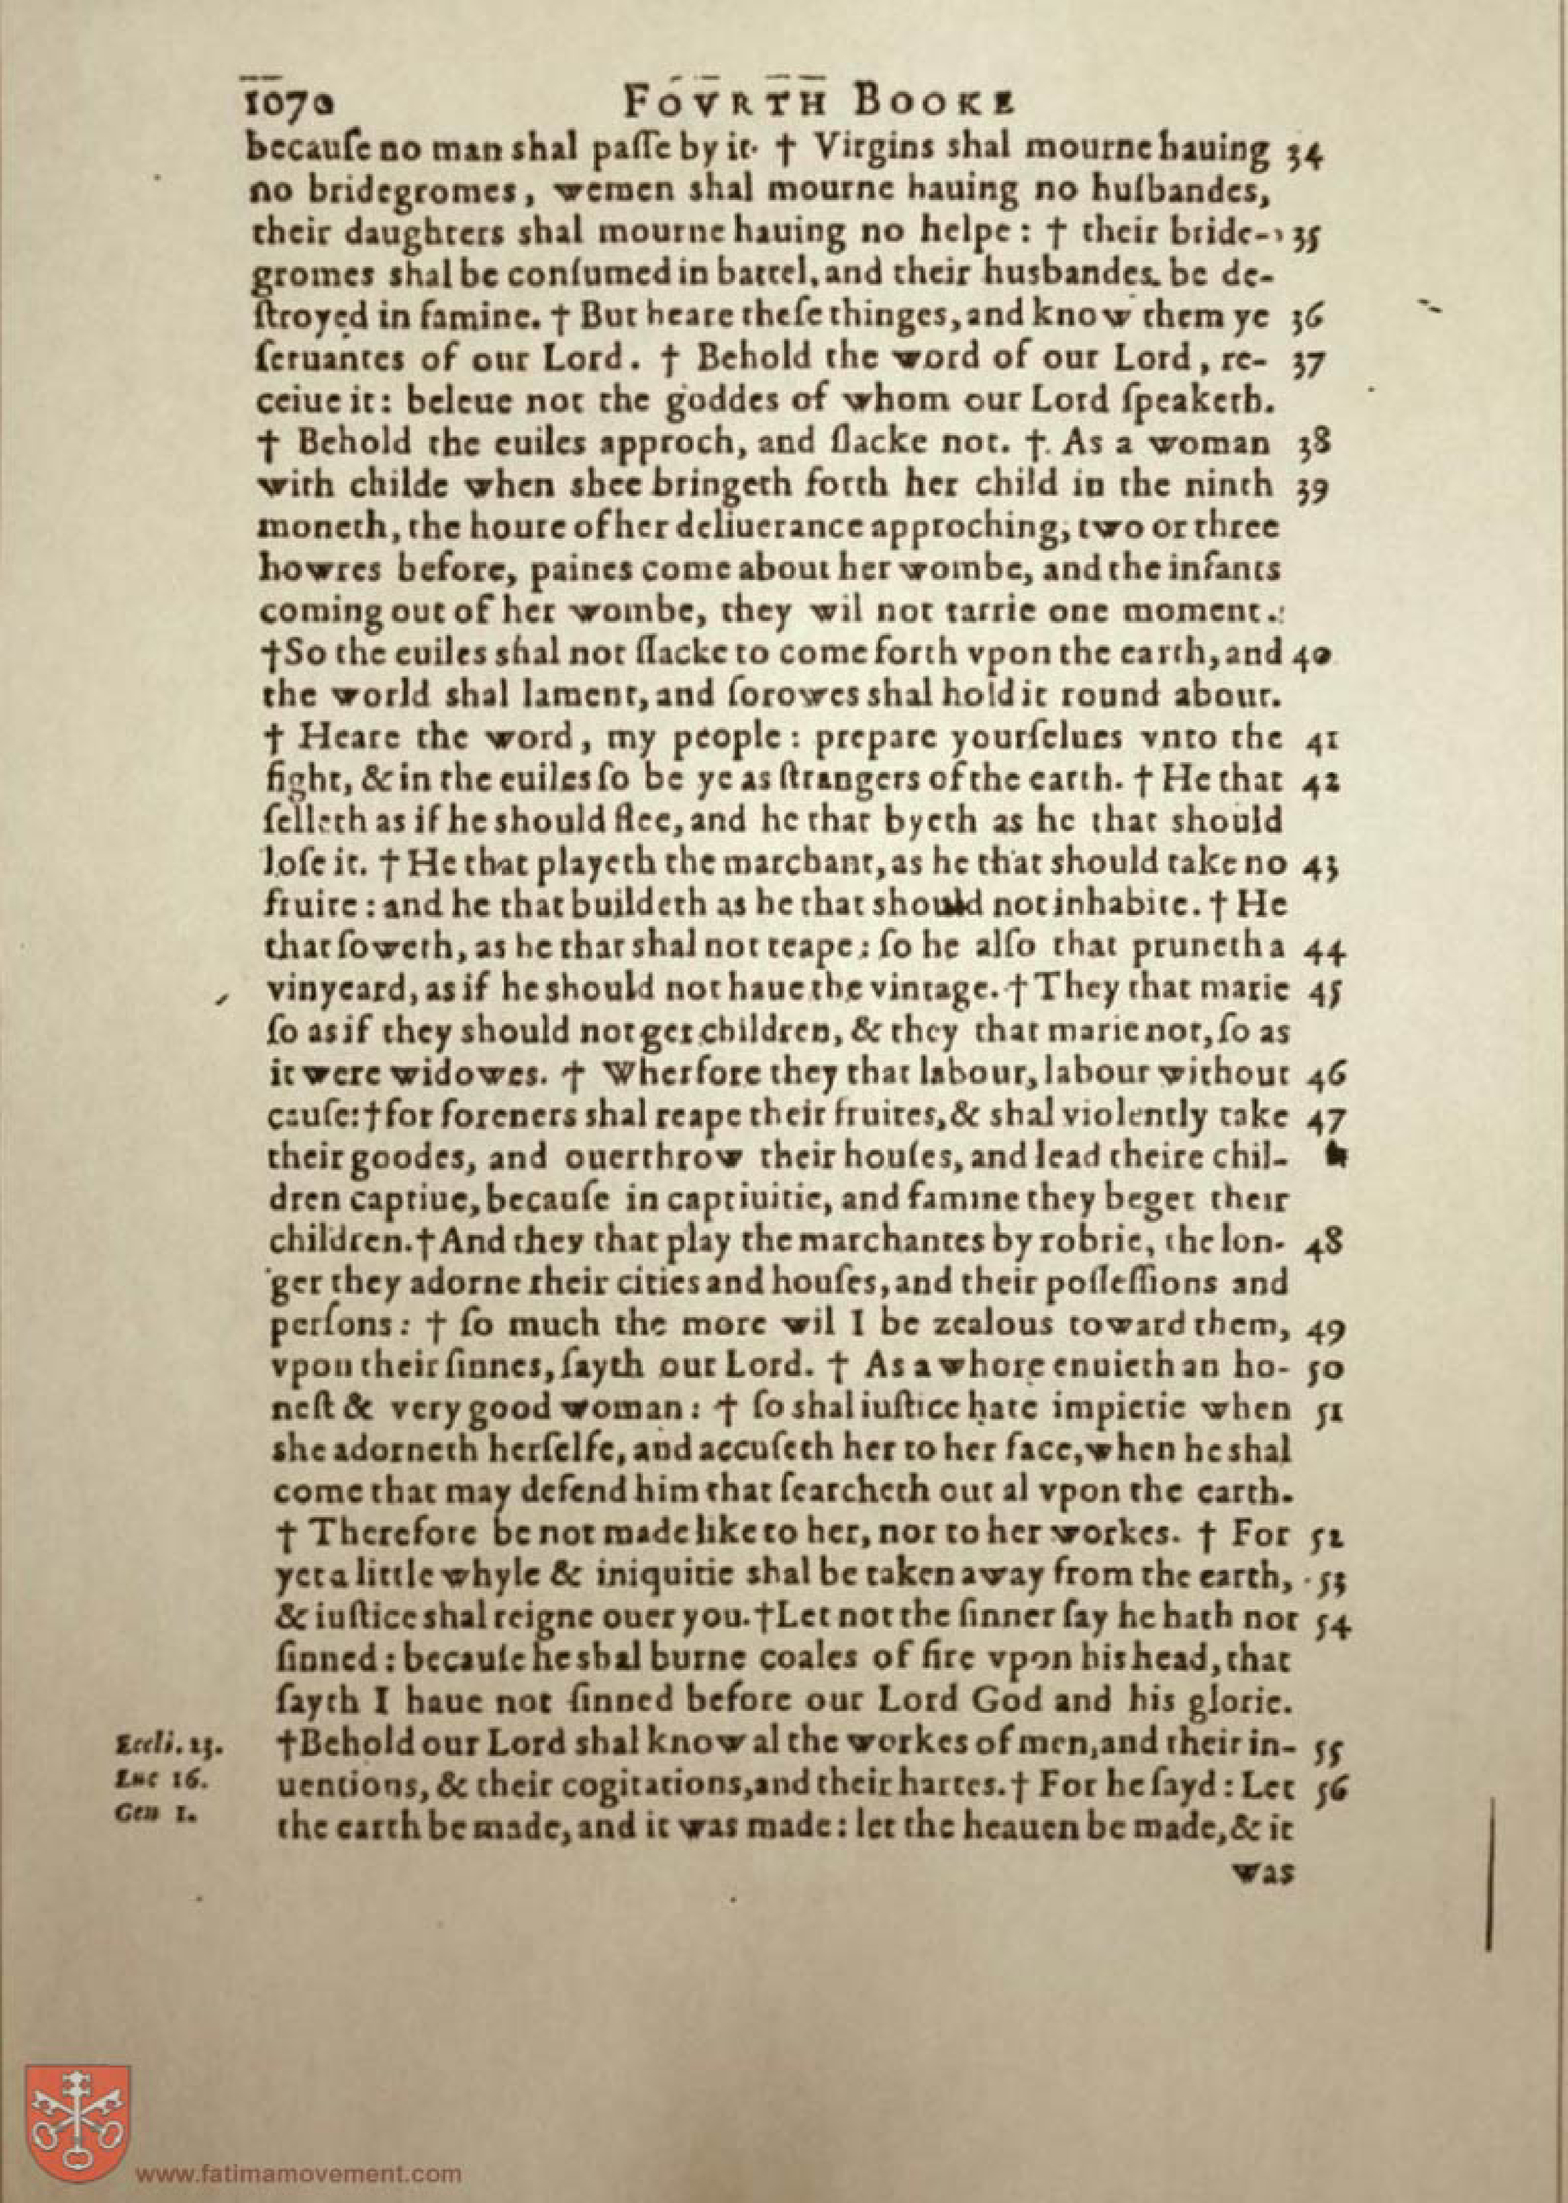 1070 FOVRTH BOOKE
becauſe no man shal paſſe by it. † Virgins shal mourne hauing 34
no bridegromes, wemen shal mourne hauing no huſbandes,
their daughters shal mourne hauing no helpe : † their bride- 35
gromes shal be conſumed in battel, and their husbandes be de-
ſtroyed in famine. † But heare theſe thinges, and know them ye 36
ſeruantes of our Lord. † Behold the word of our Lord, re- 37
ceiue it: beleue not the goddes of whom our Lord ſpeaketh.
† Behold the euiles approch, and ſlacke not. †. As a woman 38
with childe when shee bringeth forth her child in the ninth 39
moneth, the houre of her deliuerance approching, two or three
howres before, paines come about her wombe, and the infants
coming out of her wombe, they wil not tarrie one moment.:
†So the euiles shal not ſlacke to come forth vpon the earth, and 40
the world shal lament, and ſorowes shal hold it round about.
† Heare the word, my people : prepare yourſelues vnto the 41
fight, & in the euiles ſo be ye as ſtrangers of the earth. † He that 42
ſelleth as if he should flee, and he that byeth as he that should
loſe it. † He that playeth the marchant, as he that should take no 43
fruite : and he that buildeth as he that should not inhabite. † He
that ſoweth, as he that shal not reape : ſo he alſo that pruneth a 44
vinyeard, as if he should not haue the vintage. † They that marie 45
ſo as if they should not get children, & they that marie not, ſo as
it were widowes. † Wherfore they that labour, labour without 46
cauſe: † for foreners shal reape their fruites, & shal violently take 47
their goodes, and ouerthrow their houſes, and lead theire chil-
dren captiue, becauſe in captiuitie, and famine they beget their
children. † And they that play the marchantes by robrie, the lon- 48
ger they adorne their cities and houſes, and their poſſeſſions and
perſons : † ſo much the more wil I be zealous toward them, 49
vpon their ſinnes, ſayth our Lord. † As a whore enuieth an ho- 50
neſt & very good woman : † ſo shal iuſtice hate impietie when 51
she adorneth herſelfe, and accuſeth her to her face, when he shal
come that may defend him that ſearcheth out al vpon the earth.
† Therefore be not made like to her, nor to her workes. † For 52
yet a little whyle & iniquitie shal be taken away from the earth, 53
& iuſtice shal reigne ouer you. † Let not the ſinner ſay he hath not 54
ſinned : becauſe he shal burne coales of fire vpon his head, that
ſayth I haue not ſinned before our Lord God and his glorie.
Eccli. 23. †Behold our Lord shal know al the workes of men, and their in- 55
Luc 16. uentions, & their cogitations, and their hartes. † For he ſayd : Let 56
Gen 1. the earth be made, and it was made : let the heauen be made, & it
was
www.fatimamovement.com